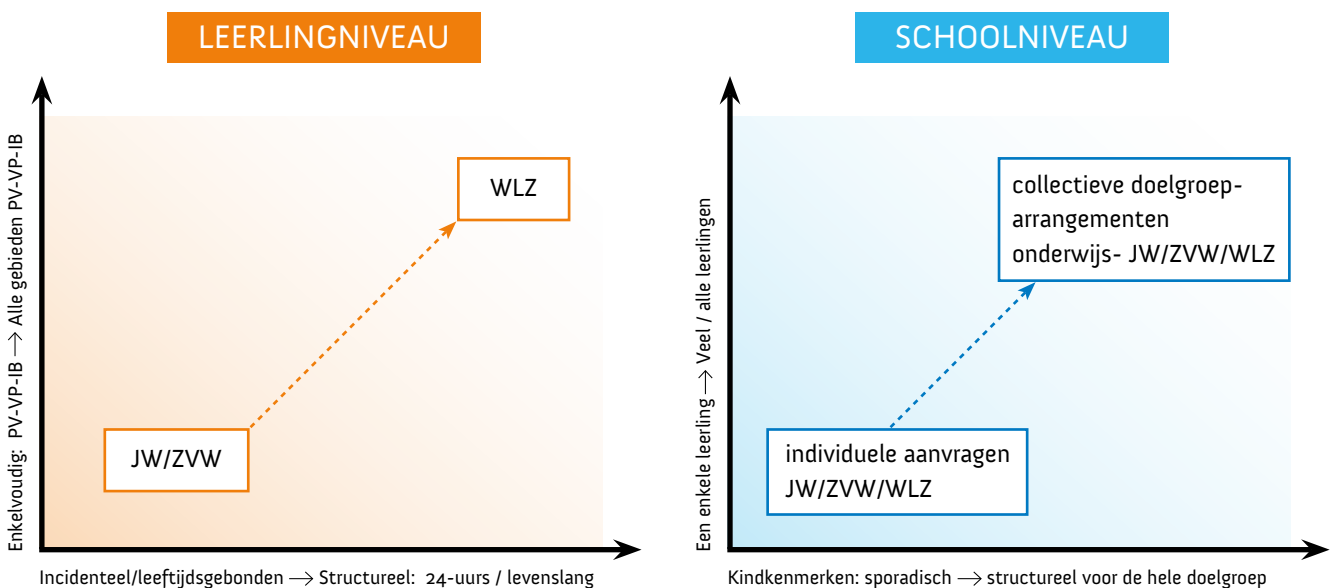 LEERLINGNIVEAU
Enkelvoudig: PV-VP-IB → Alle gebieden PV-VP-IB
WLZ
JW/ZVW
Incidenteel/leeftijdsgebonden → Structureel: 24-uurs / levenslang
SCHOOLNIVEAU
Een enkele leerling → Veel / alle leerlingen
collectieve doelgroep-
arrangementen
onderwijs- JW/ZVW/WLZ
individuele aanvragen
JW/ZVW/WLZ
Kindkenmerken: sporadisch → structureel voor de hele doelgroep